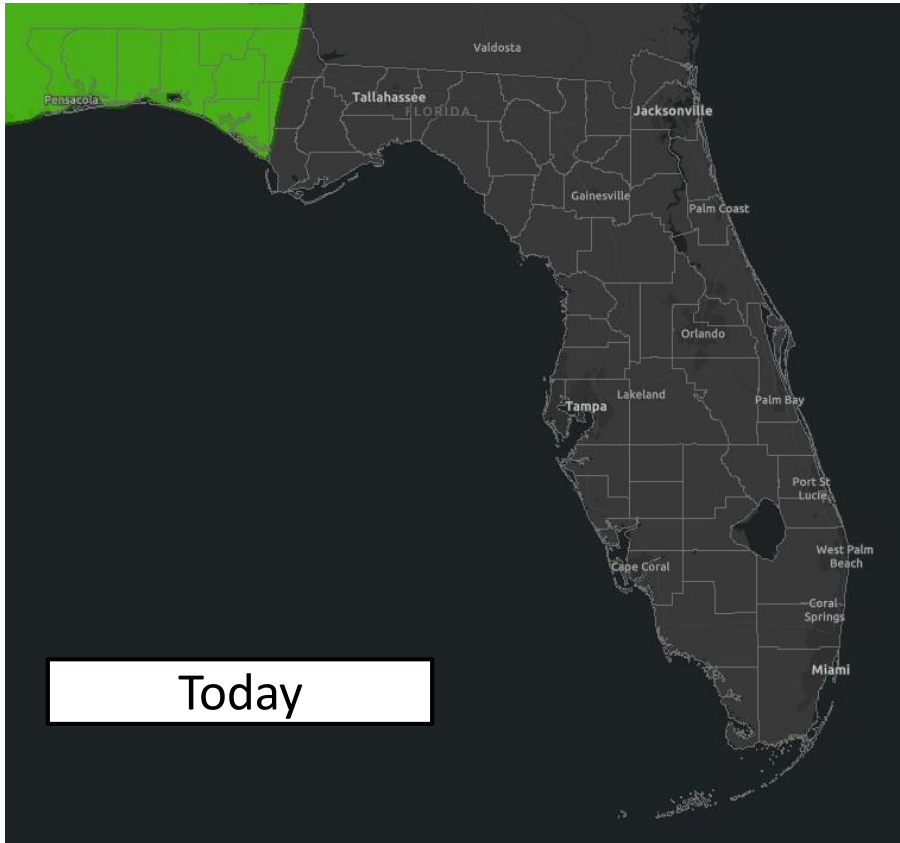 Valdosta
Pensacola
Tallahassee
FLORIDA
Jacksonville
Gainesville
Palm Coast
Orlando
Lakeland
Palm Bay
Tampa
Port St
Lucie
West Palm
Beach
Cape Coral
Coral
Springs
Miami
Today